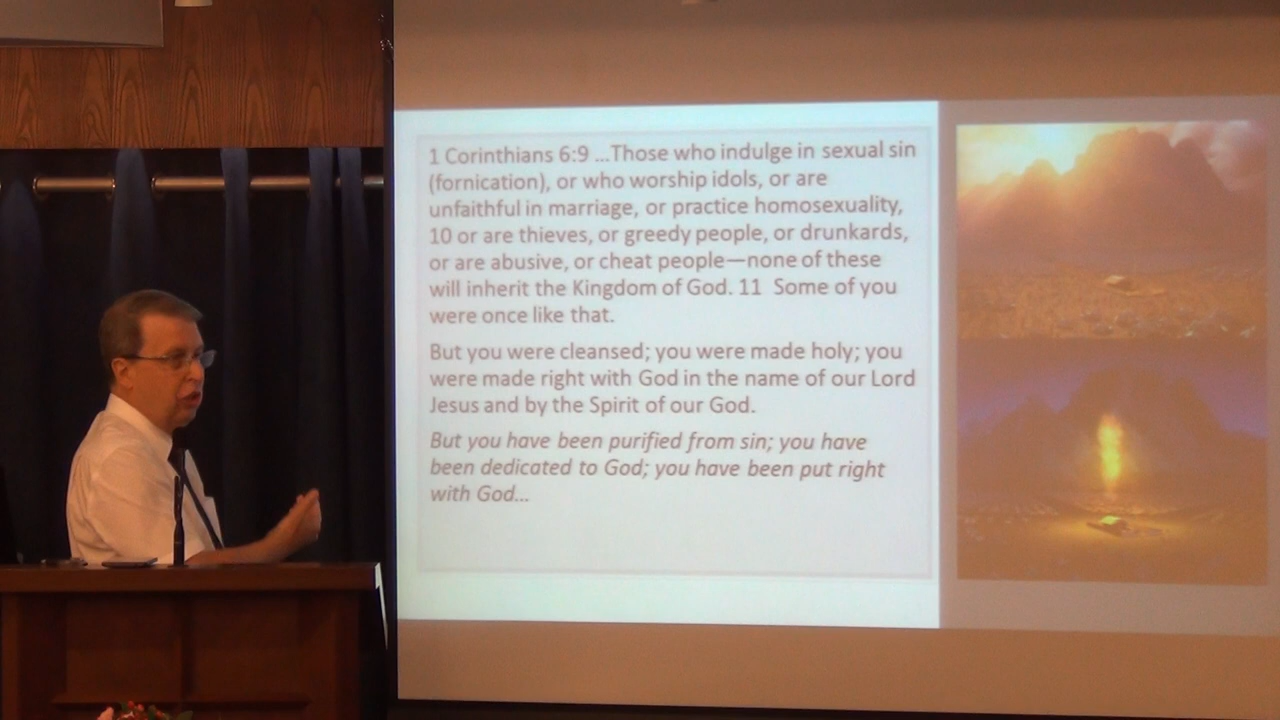 1 Corinthians 6:9 ...Those who indulge in sexual sin
(fornication), or who worship idols, or are
unfaithful in marriage, or practice homosexuality,
10 or are thieves, or greedy people, or drunkards,
or are abusive, or cheat people—none of these
will inherit the Kingdom of God. 11 Some of you
were once like that.
But you were cleansed; you were made holy; you
were made right with God in the name of our Lord
Jesus and by the Spirit of our God.
But you have been purified from sin; you have
been dedicated to God; you have been put right
with God...